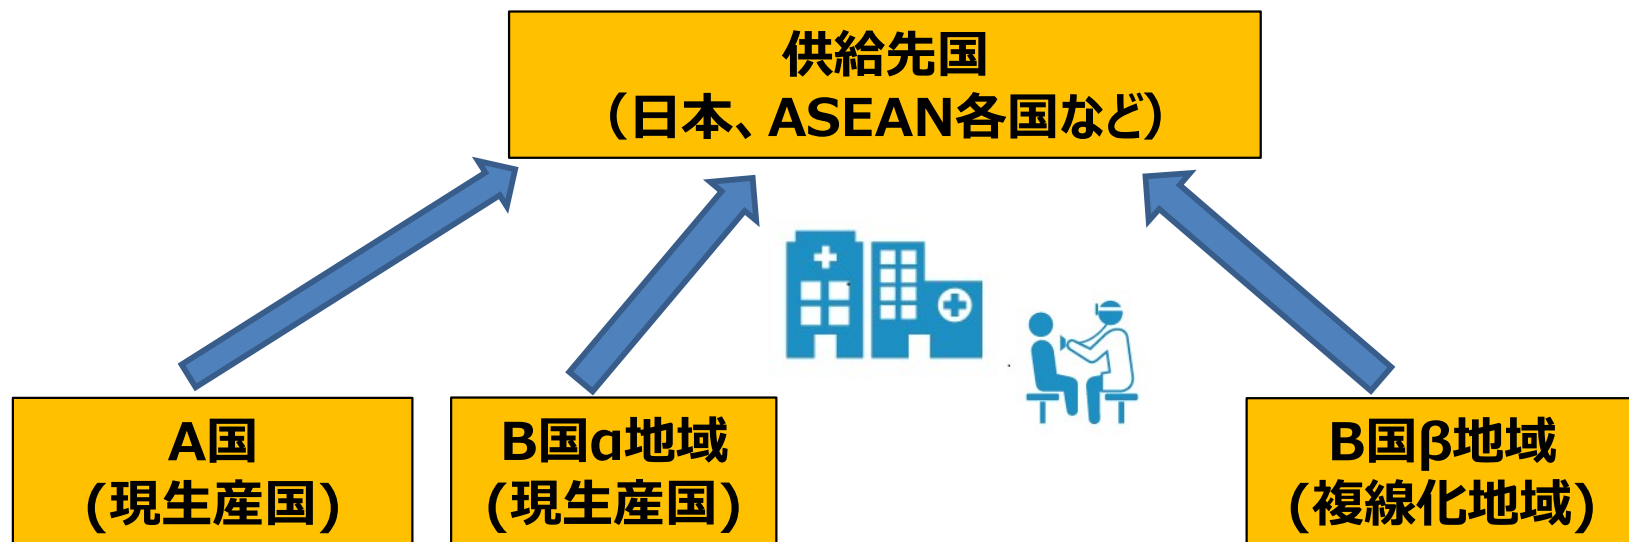 供給先国
（日本、ASEAN各国など）
A国
(現生産国)
B国α地域
(現生産国)
B国β地域
(複線化地域)